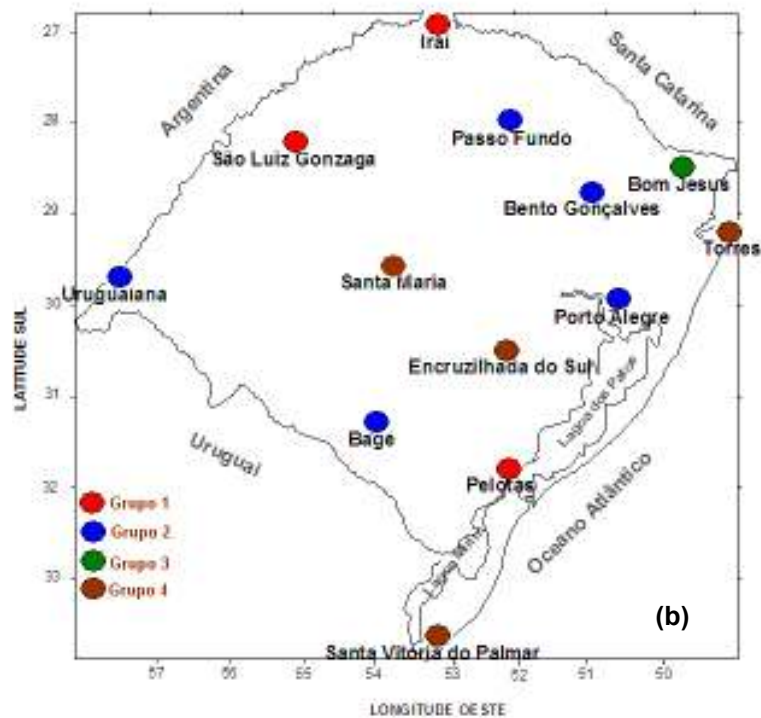 27
Iraí
Santa Catarina
Argentina
28
Passo Fundo
São Luiz Gonzaga
Bom Jesus
29
Bento Gonçalves
Torres
Santa Maria
Uruguaiana
30
Porto Alegre
LATITUDE SUL
Encruzilhada do Sul
31
Lagoa dos Patos
Bage
Uruguai
Pelotas
Oceano Atlântico
32
Grupo 1
Grupo 2
Grupo 3
Grupo 4
33
Lagoa Mirim
(b)
Santa Vitória do Palmar
57 56 55 54 53 52 51 50
LONGITUDE OESTE